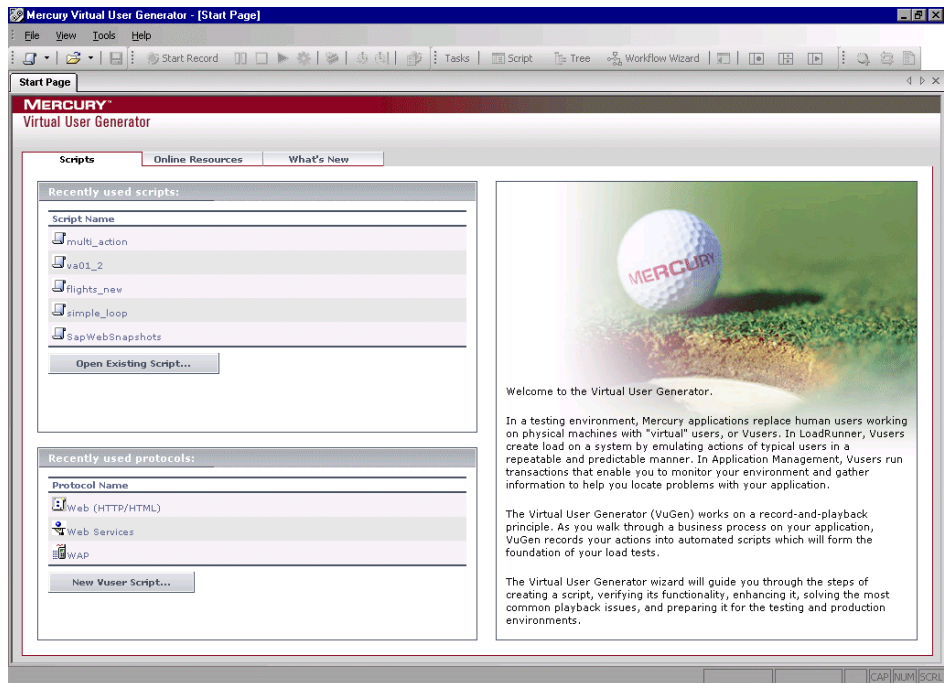 Mercury Virtual User Generator - [Start Page]
File View Tools Help
Start Record Tasks Script Tree Workflow Wizard
Start Page
MERCURY™
Virtual User Generator
Scripts Online Resources What's New
Recently used scripts:
Script Name
multi_action
va01_2
flights_new
simple_loop
SapWebSnapshots
Open Existing Script...
Recently used protocols:
Protocol Name
Web (HTTP/HTML)
Web Services
WAP
New Vuser Script...
MERCURY
Welcome to the Virtual User Generator.
In a testing environment, Mercury applications replace human users working
on physical machines with "virtual" users, or Vusers. In LoadRunner, Vusers
create load on a system by emulating actions of typical users in a
repeatable and predictable manner. In Application Management, Vusers run
transactions that enable you to monitor your environment and gather
information to help you locate problems with your application.
The Virtual User Generator (VuGen) works on a record-and-playback
principle. As you walk through a business process on your application,
VuGen records your actions into automated scripts which will form the
foundation of your load tests.
The Virtual User Generator wizard will guide you through the steps of
creating a script, verifying its functionality, enhancing it, solving the most
common playback issues, and preparing it for the testing and production
environments.
CAP NUM SCRL